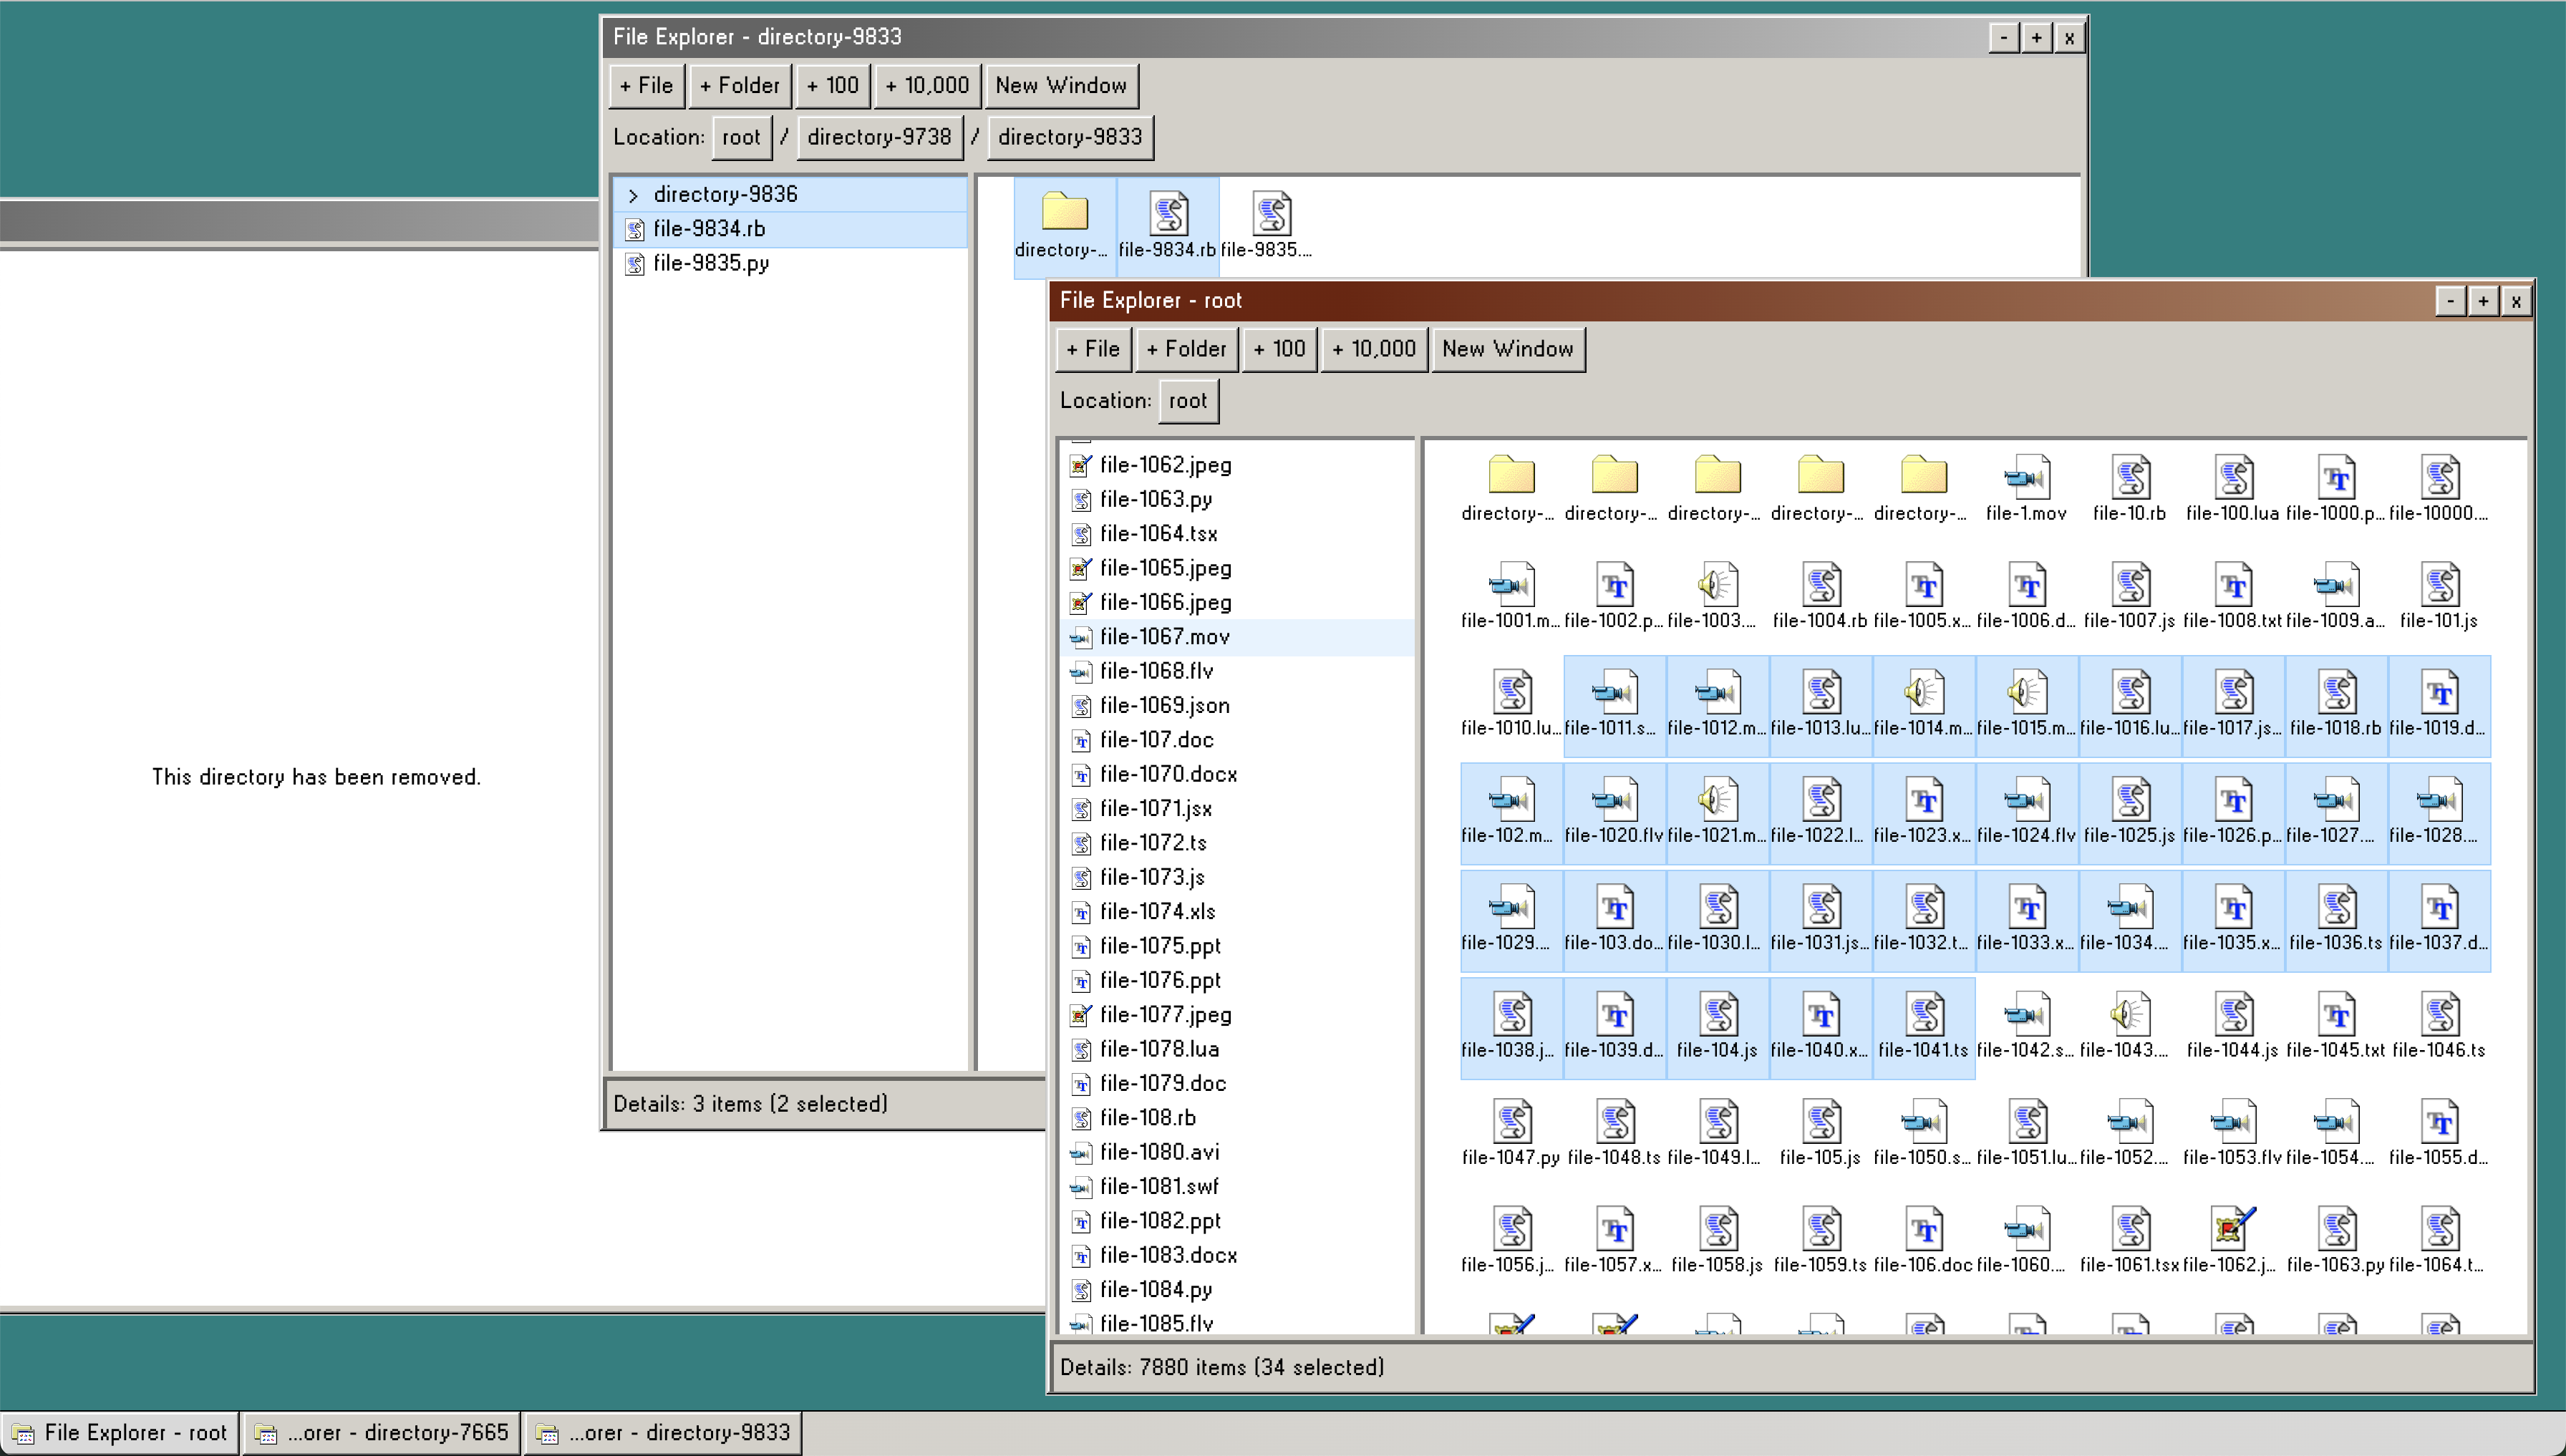 File Explorer - directory-9833
- + x
+ File + Folder + 100 + 10,000 New Window
Location: root / directory-9738 / directory-9833
> directory-9836
file-9834.rb
file-9835.py
directory-... file-9834.rb file-9835....
Details: 3 items (2 selected)
This directory has been removed.
File Explorer - root
- + x
+ File + Folder + 100 + 10,000 New Window
Location: root
file-1062.jpeg
file-1063.py
file-1064.tsx
file-1065.jpeg
file-1066.jpeg
file-1067.mov
file-1068.flv
file-1069.json
file-107.doc
file-1070.docx
file-1071.jsx
file-1072.ts
file-1073.js
file-1074.xls
file-1075.ppt
file-1076.ppt
file-1077.jpeg
file-1078.lua
file-1079.doc
file-108.rb
file-1080.avi
file-1081.swf
file-1082.ppt
file-1083.docx
file-1084.py
file-1085.flv
directory-... directory-... directory-... directory-... directory-... file-1.mov file-10.rb file-100.lua file-1000.p... file-10000....
file-1001.m... file-1002.p... file-1003.... file-1004.rb file-1005.x... file-1006.d... file-1007.js file-1008.txt file-1009.a... file-101.js
file-1010.lu... file-1011.s... file-1012.m... file-1013.lu... file-1014.m... file-1015.m... file-1016.lu... file-1017.js... file-1018.rb file-1019.d...
file-102.m... file-1020.flv file-1021.m... file-1022.l... file-1023.x... file-1024.flv file-1025.js file-1026.p... file-1027.... file-1028....
file-1029.... file-103.do... file-1030.l... file-1031.js... file-1032.t... file-1033.x... file-1034.... file-1035.x... file-1036.ts file-1037.d...
file-1038.j... file-1039.d... file-104.js file-1040.x... file-1041.ts file-1042.s... file-1043.... file-1044.js file-1045.txt file-1046.ts
file-1047.py file-1048.ts file-1049.l... file-105.js file-1050.s... file-1051.lu... file-1052.... file-1053.flv file-1054.... file-1055.d...
file-1056.j... file-1057.x... file-1058.js file-1059.ts file-106.doc file-1060.... file-1061.tsx file-1062.j... file-1063.py file-1064.t...
Details: 7880 items (34 selected)
File Explorer - root ...orer - directory-7665 ...orer - directory-9833